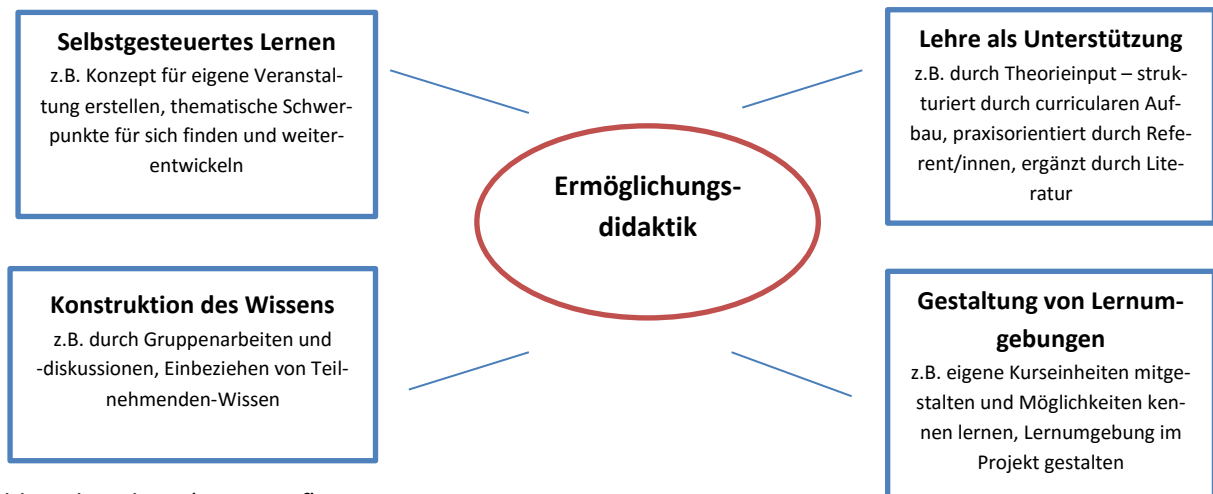 Selbstgesteuertes Lernen
z.B. Konzept für eigene Veranstal-
tung erstellen, thematische Schwer-
punkte für sich finden und weiter-
entwickeln
Lehre als Unterstützung
z.B. durch Theorieinput – struk-
turiert durch curricularen Auf-
bau, praxisorientiert durch Refe-
rent/innen, ergänzt durch Lite-
ratur
Ermöglichungs-
didaktik
Konstruktion des Wissens
z.B. durch Gruppenarbeiten und
-diskussionen, Einbeziehen von Teil-
nehmenden-Wissen
Gestaltung von Lernum-
gebungen
z.B. eigene Kurseinheiten mitge-
stalten und Möglichkeiten ken-
nen lernen, Lernumgebung im
Projekt gestalten